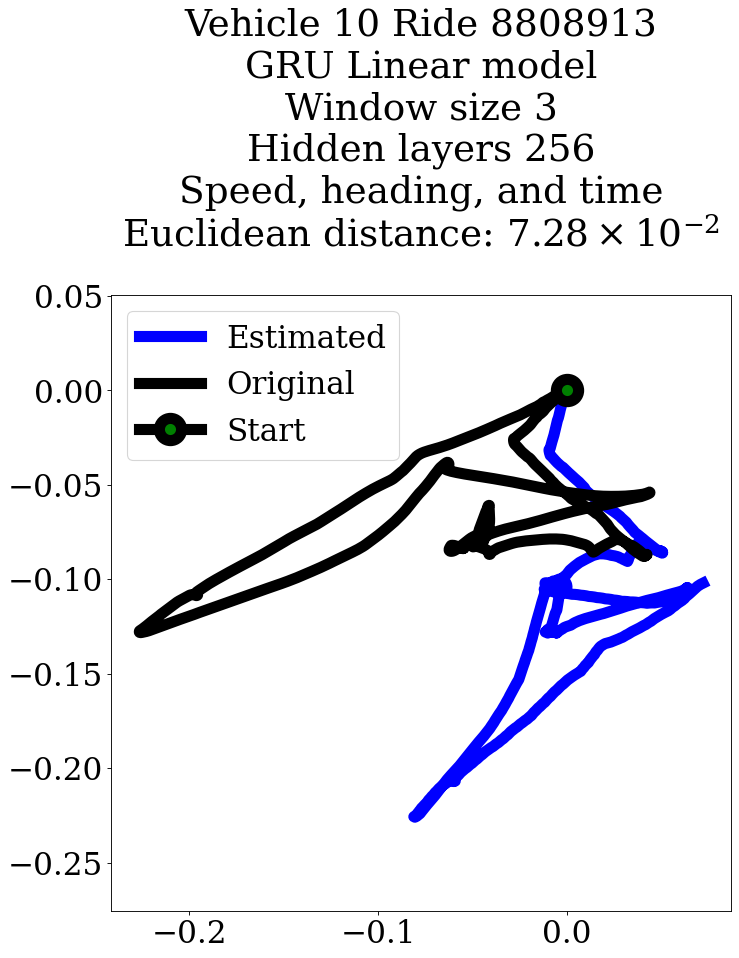 Vehicle 10 Ride 8808913
GRU Linear model
Window size 3
Hidden layers 256
Speed, heading, and time
Euclidean distance: 7.28 × 10⁻²
0.05
0.00
−0.05
−0.10
−0.15
−0.20
−0.25
Estimated
Original
Start
−0.2 −0.1 0.0